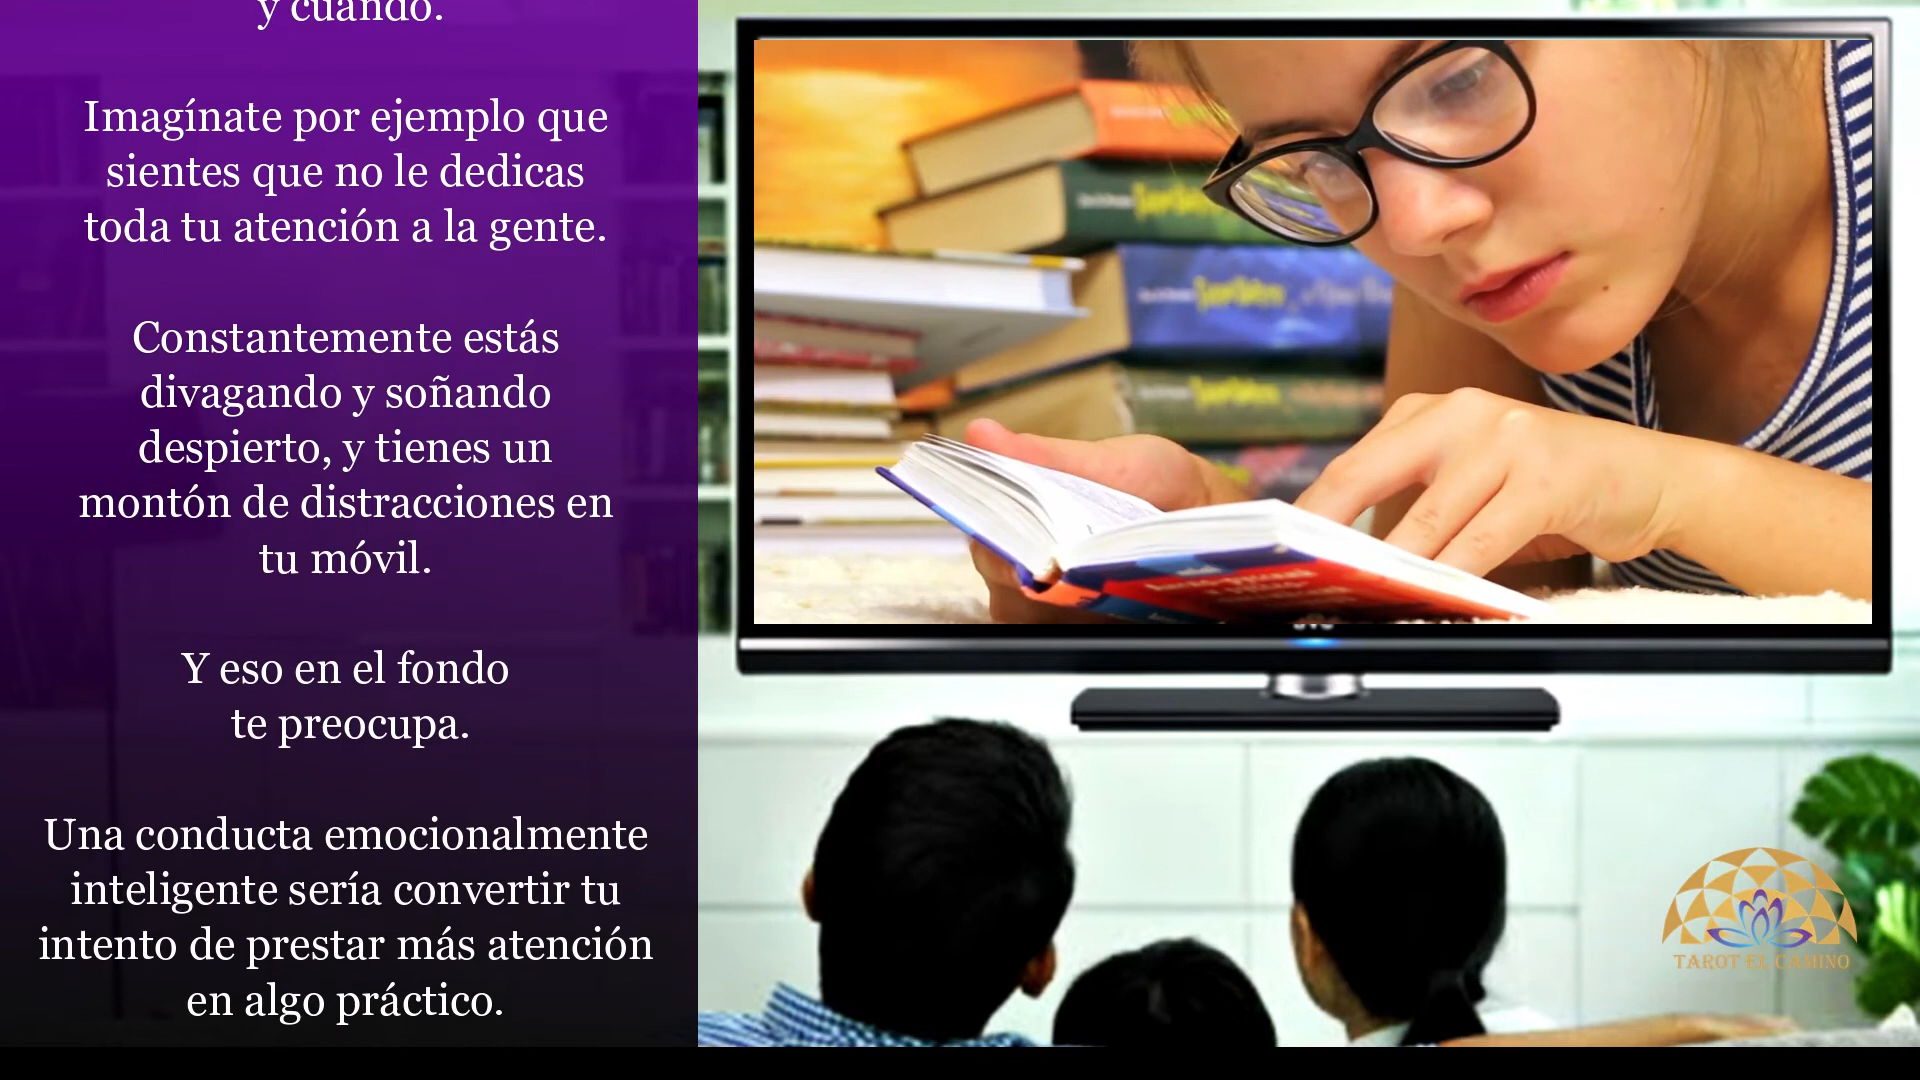 y cuando.
Imagínate por ejemplo que
sientes que no le dedicas
toda tu atención a la gente.
Constantemente estás
divagando y soñando
despierto, y tienes un
montón de distracciones en
tu móvil.
Y eso en el fondo
te preocupa.
Una conducta emocionalmente
inteligente sería convertir tu
intento de prestar más atención
en algo práctico.
TAROT EL CAMINO